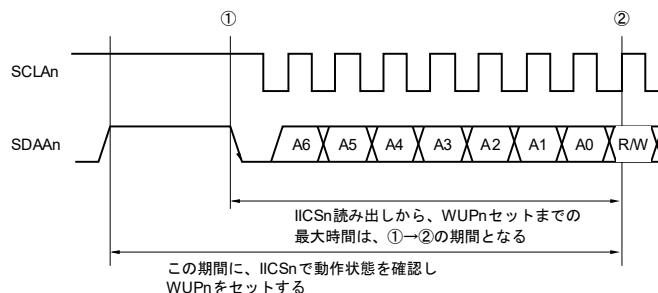 ① ②
SCLAn
SDAAn A6 A5 A4 A3 A2 A1 A0 R/W
IICSn読み出しから、WUPnセットまでの
最大時間は、①→②の期間となる
この期間に、IICSnで動作状態を確認し
WUPnをセットする